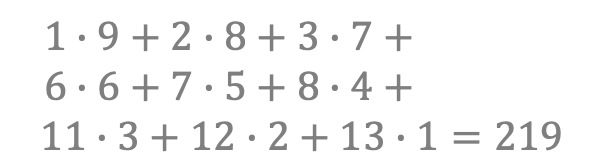 1 · 9 + 2 · 8 + 3 · 7 +
6 · 6 + 7 · 5 + 8 · 4 +
11 · 3 + 12 · 2 + 13 · 1 = 219